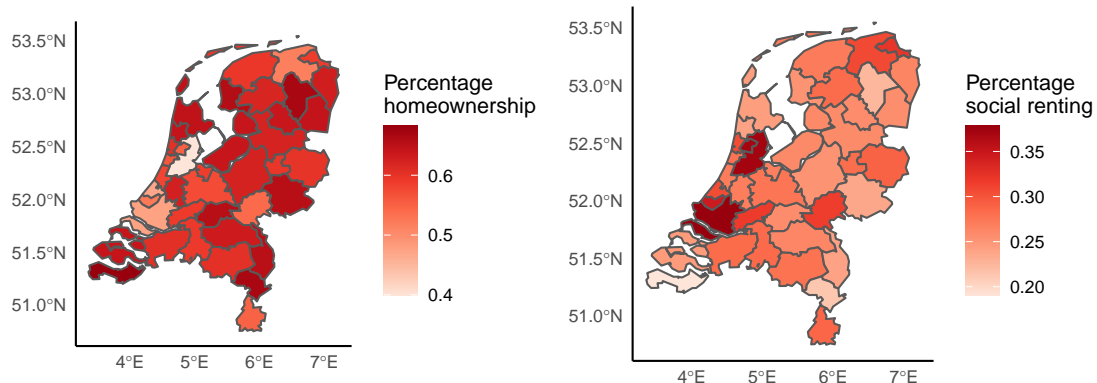 53.5°N
53.0°N
52.5°N
52.0°N
51.5°N
51.0°N
4°E 5°E 6°E 7°E
Percentage
homeownership
0.6
0.5
0.4
53.5°N
53.0°N
52.5°N
52.0°N
51.5°N
51.0°N
4°E 5°E 6°E 7°E
Percentage
social renting
0.35
0.30
0.25
0.20